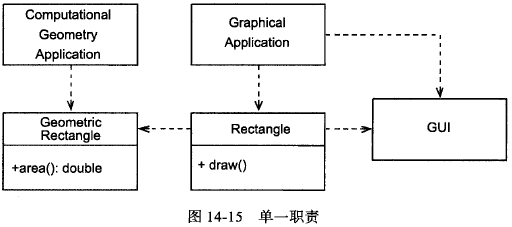 Computational
Geometry
Application
Graphical
Application
Geometric
Rectangle
+area(): double
Rectangle
+ draw()
GUI
图 14-15 单一职责